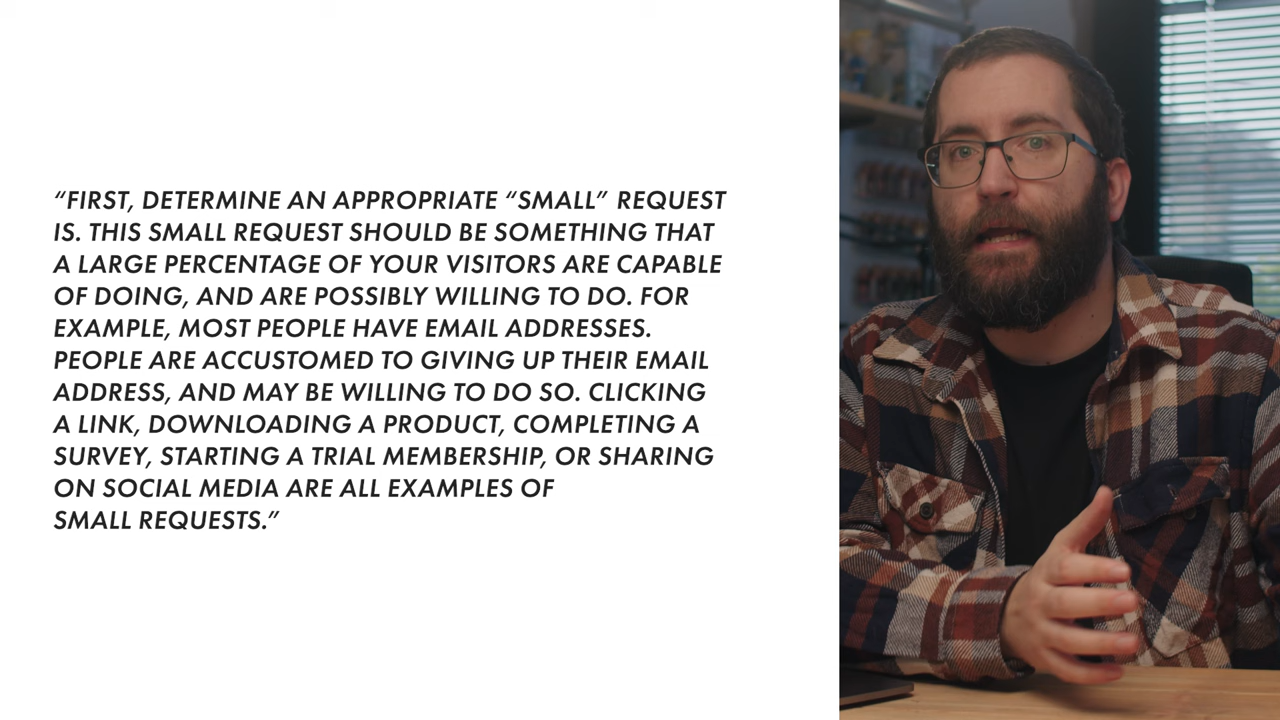 “FIRST, DETERMINE AN APPROPRIATE “SMALL” REQUEST
IS. THIS SMALL REQUEST SHOULD BE SOMETHING THAT
A LARGE PERCENTAGE OF YOUR VISITORS ARE CAPABLE
OF DOING, AND ARE POSSIBLY WILLING TO DO. FOR
EXAMPLE, MOST PEOPLE HAVE EMAIL ADDRESSES.
PEOPLE ARE ACCUSTOMED TO GIVING UP THEIR EMAIL
ADDRESS, AND MAY BE WILLING TO DO SO. CLICKING
A LINK, DOWNLOADING A PRODUCT, COMPLETING A
SURVEY, STARTING A TRIAL MEMBERSHIP, OR SHARING
ON SOCIAL MEDIA ARE ALL EXAMPLES OF
SMALL REQUESTS.”